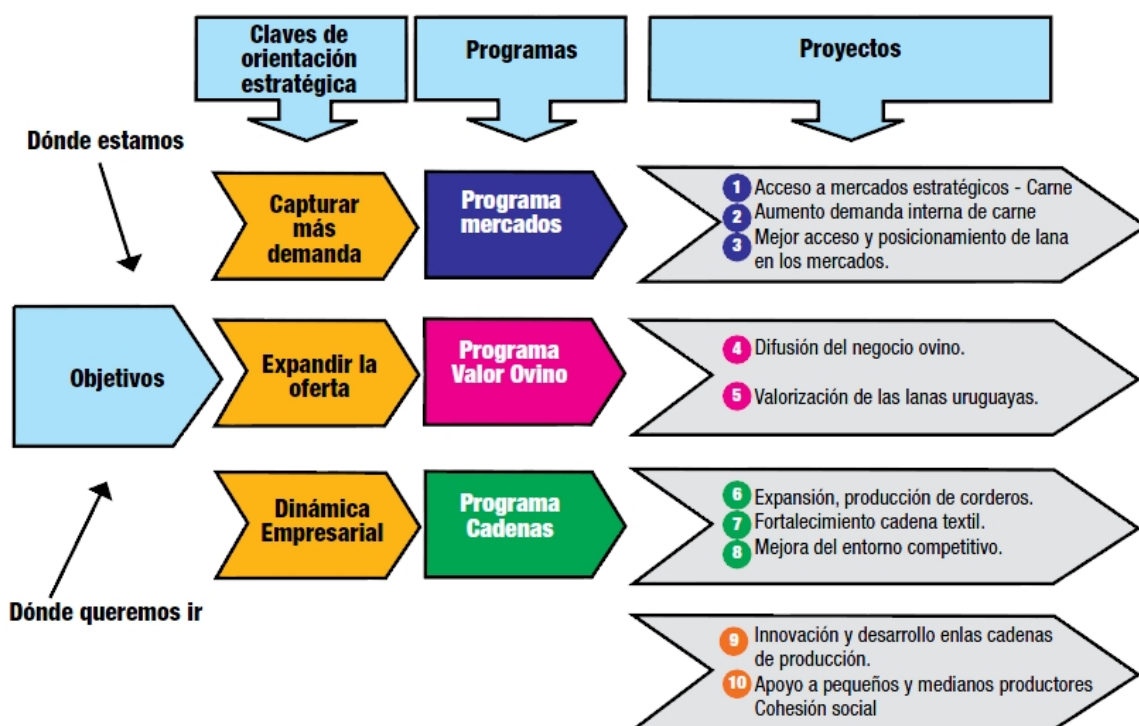 Claves de
orientación
estratégica
Programas
Proyectos
Dónde estamos
Objetivos
Dónde queremos ir
Capturar
más
demanda
Programa
mercados
1 Acceso a mercados estratégicos - Carne
2 Aumento demanda interna de carne
3 Mejor acceso y posicionamiento de lana
en los mercados.
Expandir la
oferta
Programa
Valor Ovino
4 Difusión del negocio ovino.
5 Valorización de las lanas uruguayas.
Dinámica
Empresarial
Programa
Cadenas
6 Expansión, producción de corderos.
7 Fortalecimiento cadena textil.
8 Mejora del entorno competitivo.
9 Innovación y desarrollo enlas cadenas
de producción.
10 Apoyo a pequeños y medianos productores
Cohesión social